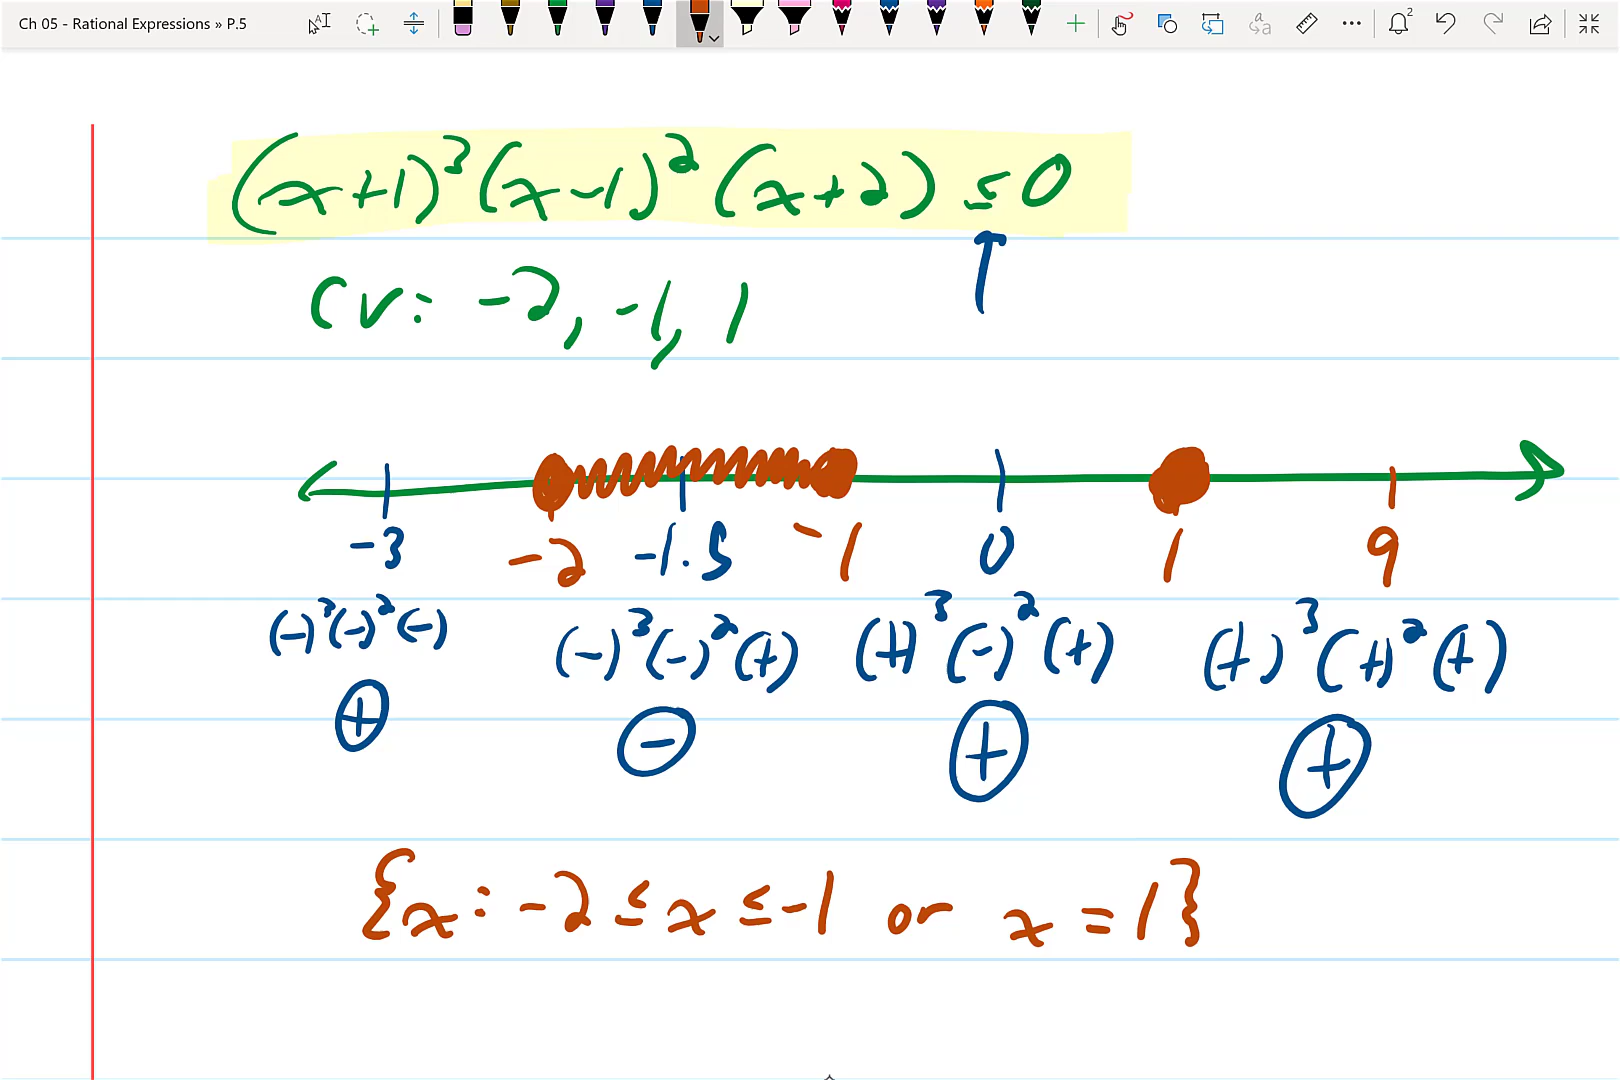 Ch 05 - Rational Expressions » P.5
2
(x+1)³(x-1)²(x+2) ≤ 0
CV: -2, -1, 1
-3 -2 -1.5 -1 0 1 9
(-)³(-)²(-) (-)³(-)²(+) (+)³(-)²(+) (+)³(+)²(+)
+ - + +
{x: -2 ≤ x ≤ -1 or x = 1}